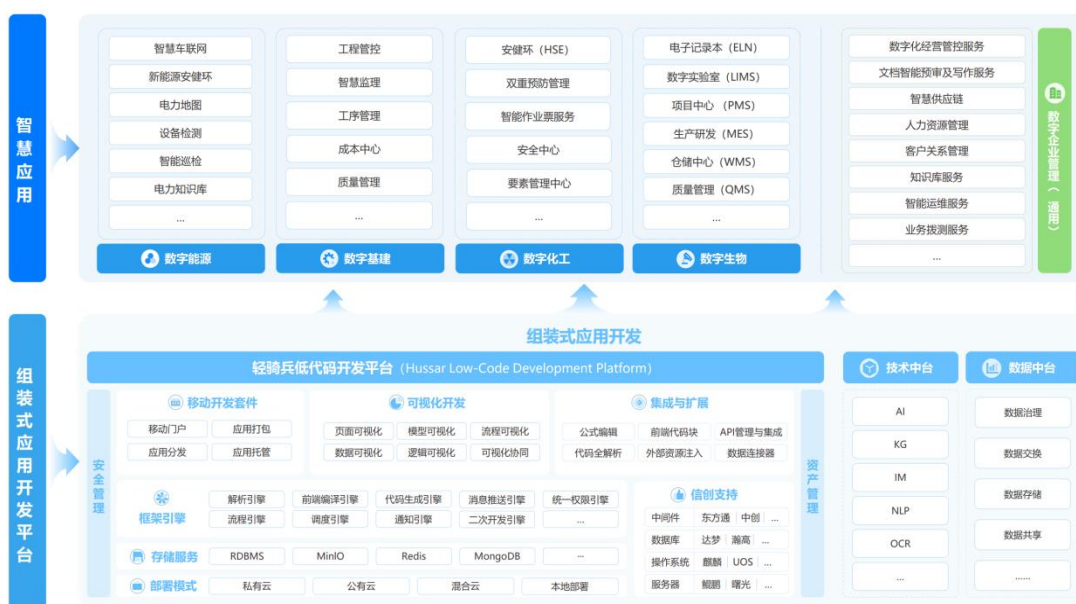 智慧应用
智慧车联网
新能源安健环
电力地图
设备检测
智能巡检
电力知识库
...
数字能源
工程管控
智慧监理
工序管理
成本中心
质量管理
...
数字基建
安健环（HSE）
双重预防管理
智能作业票服务
安全中心
要素管理中心
...
数字化工
电子记录本（ELN）
数字实验室（LIMS）
项目中心 （PMS）
生产研发（MES）
仓储中心（WMS）
质量管理（QMS）
...
数字生物
数字化经营管控服务
文档智能预审及写作服务
智慧供应链
人力资源管理
客户关系管理
知识库服务
智能运维服务
业务拨测服务
...
数字企业管理（通用）
组装式应用开发平台
组装式应用开发
轻骑兵低代码开发平台（Hussar Low-Code Development Platform）
安全管理
移动开发套件
移动门户 应用打包
应用分发 应用托管
可视化开发
页面可视化 模型可视化 流程可视化
数据可视化 逻辑可视化 可视化协同
集成与扩展
公式编辑 前端代码块 API管理与集成
代码全解析 外部资源注入 数据连接器
框架引擎
解析引擎 前端编译引擎 代码生成引擎 消息推送引擎 统一权限引擎
流程引擎 调度引擎 通知引擎 二次开发引擎 ...
存储服务
RDBMS MinIO Redis MongoDB ...
部署模式
私有云 公有云 混合云 本地部署
信创支持
中间件 东方通 中创 ...
数据库 达梦 瀚高 ...
操作系统 麒麟 UOS ...
服务器 鲲鹏 曙光 ...
资产管理
技术中台
AI
KG
IM
NLP
OCR
...
数据中台
数据治理
数据交换
数据存储
数据共享
......